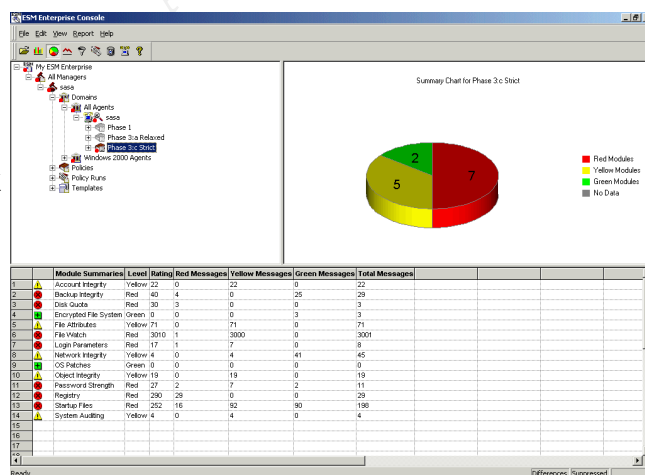 ESM Enterprise Console
File Edit View Report Help
My ESM Enterprise
All Managers
sasa
Domains
All Agents
sasa
Phase 1
Phase 3:a Relaxed
Phase 3:c Strict
Windows 2000 Agents
Policies
Policy Runs
Templates
Summary Chart for Phase 3:c Strict
2
7
5
Red Modules
Yellow Modules
Green Modules
No Data
Module Summaries Level Rating Red Messages Yellow Messages Green Messages Total Messages
1 Account Integrity Yellow 22 0 22 0 22
2 Backup Integrity Red 40 4 0 25 29
3 Disk Quota Red 30 3 0 0 3
4 Encrypted File System Green 0 0 0 3 3
5 File Attributes Yellow 71 0 71 0 71
6 File Watch Red 3010 1 3000 0 3001
7 Login Parameters Red 17 1 7 0 8
8 Network Integrity Yellow 4 0 4 41 45
9 OS Patches Green 0 0 0 0 0
10 Object Integrity Yellow 19 0 19 0 19
11 Password Strength Red 27 2 7 2 11
12 Registry Red 290 29 0 0 29
13 Startup Files Red 252 16 92 90 198
14 System Auditing Yellow 4 0 4 0 4
15
16
17
Ready
Differences Suppressed